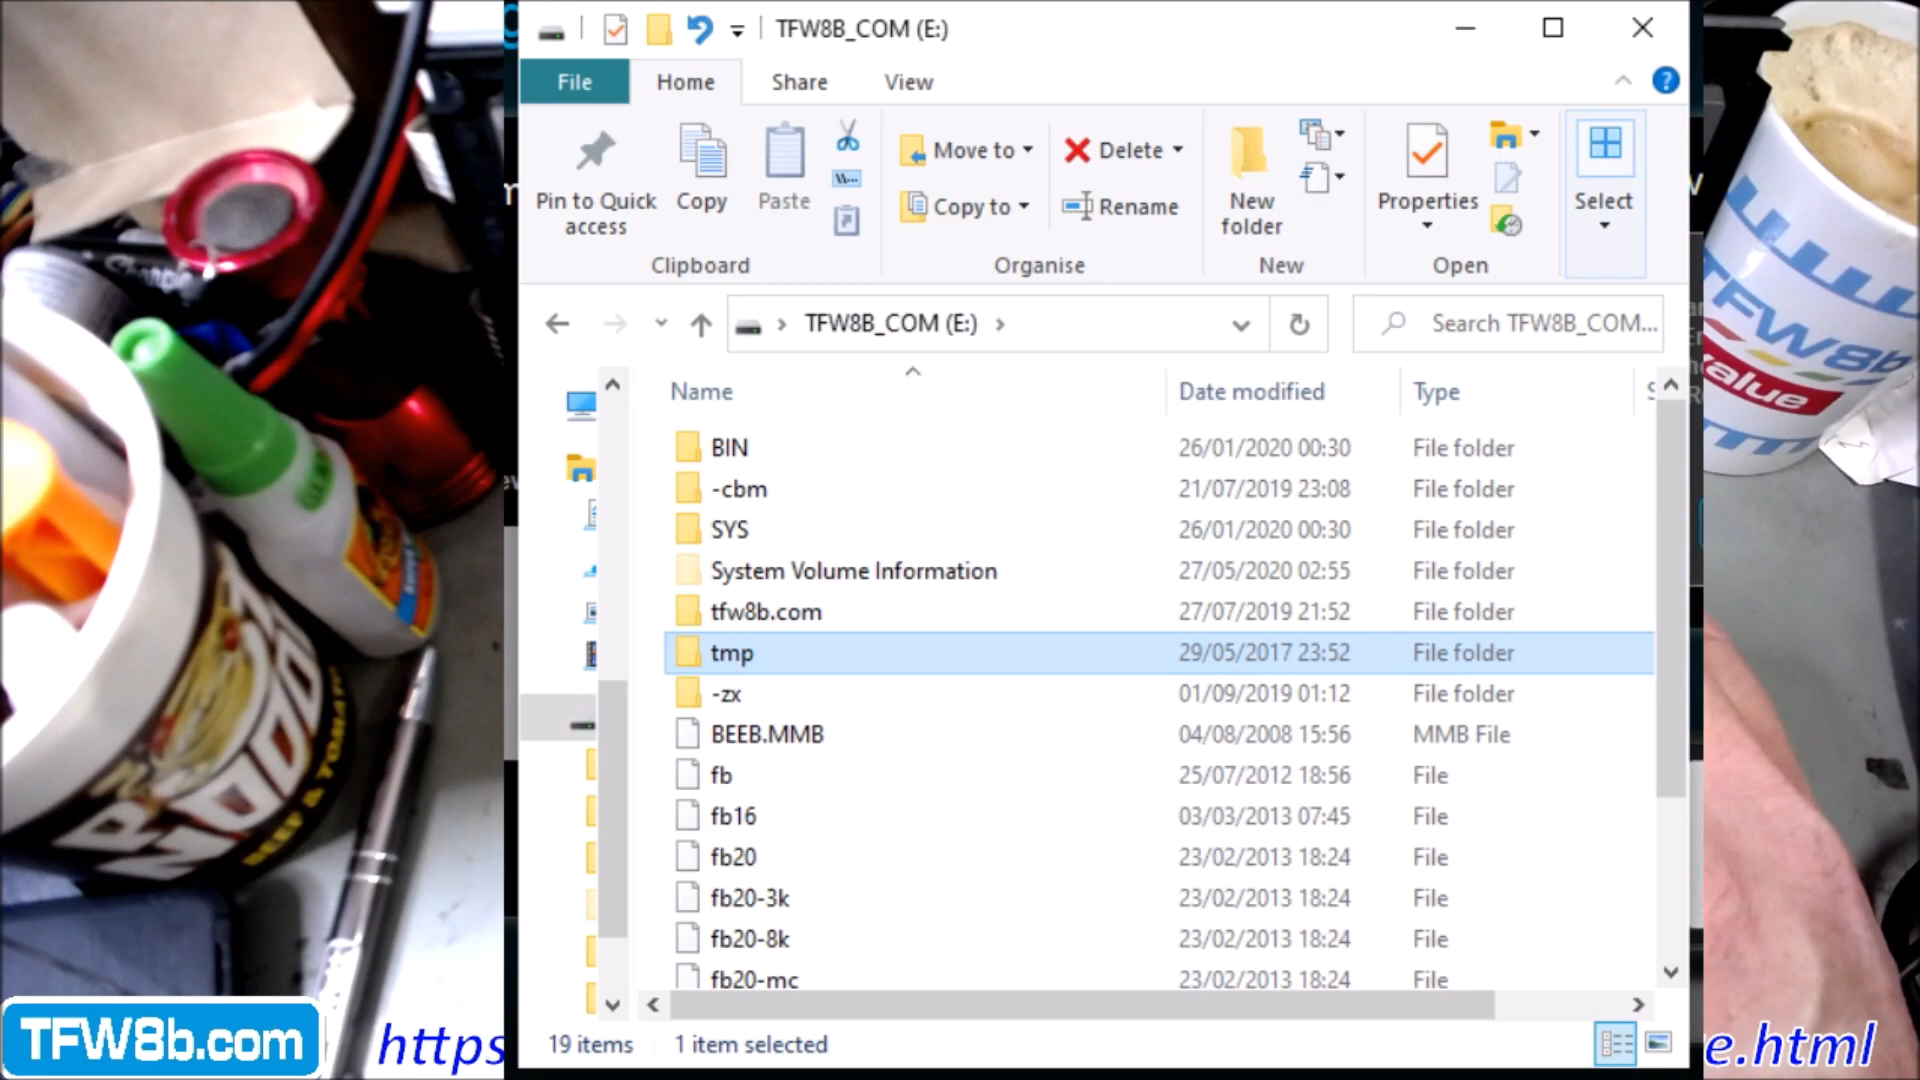 TFW8B_COM (E:)
File Home Share View
Pin to Quick access
Copy
Paste
Move to
Copy to
Delete
Rename
New folder
Properties
Select
Clipboard Organise New Open
TFW8B_COM (E:)
Search TFW8B_COM...
Name Date modified Type
BIN 26/01/2020 00:30 File folder
-cbm 21/07/2019 23:08 File folder
SYS 26/01/2020 00:30 File folder
System Volume Information 27/05/2020 02:55 File folder
tfw8b.com 27/07/2019 21:52 File folder
tmp 29/05/2017 23:52 File folder
-zx 01/09/2019 01:12 File folder
BEEB.MMB 04/08/2008 15:56 MMB File
fb 25/07/2012 18:56 File
fb16 03/03/2013 07:45 File
fb20 23/02/2013 18:24 File
fb20-3k 23/02/2013 18:24 File
fb20-8k 23/02/2013 18:24 File
fb20-mc 23/02/2013 18:24 File
19 items 1 item selected
Sharpie
BEEF & TOMATO
TFW8b
value
TFW8b.com
https
e.html